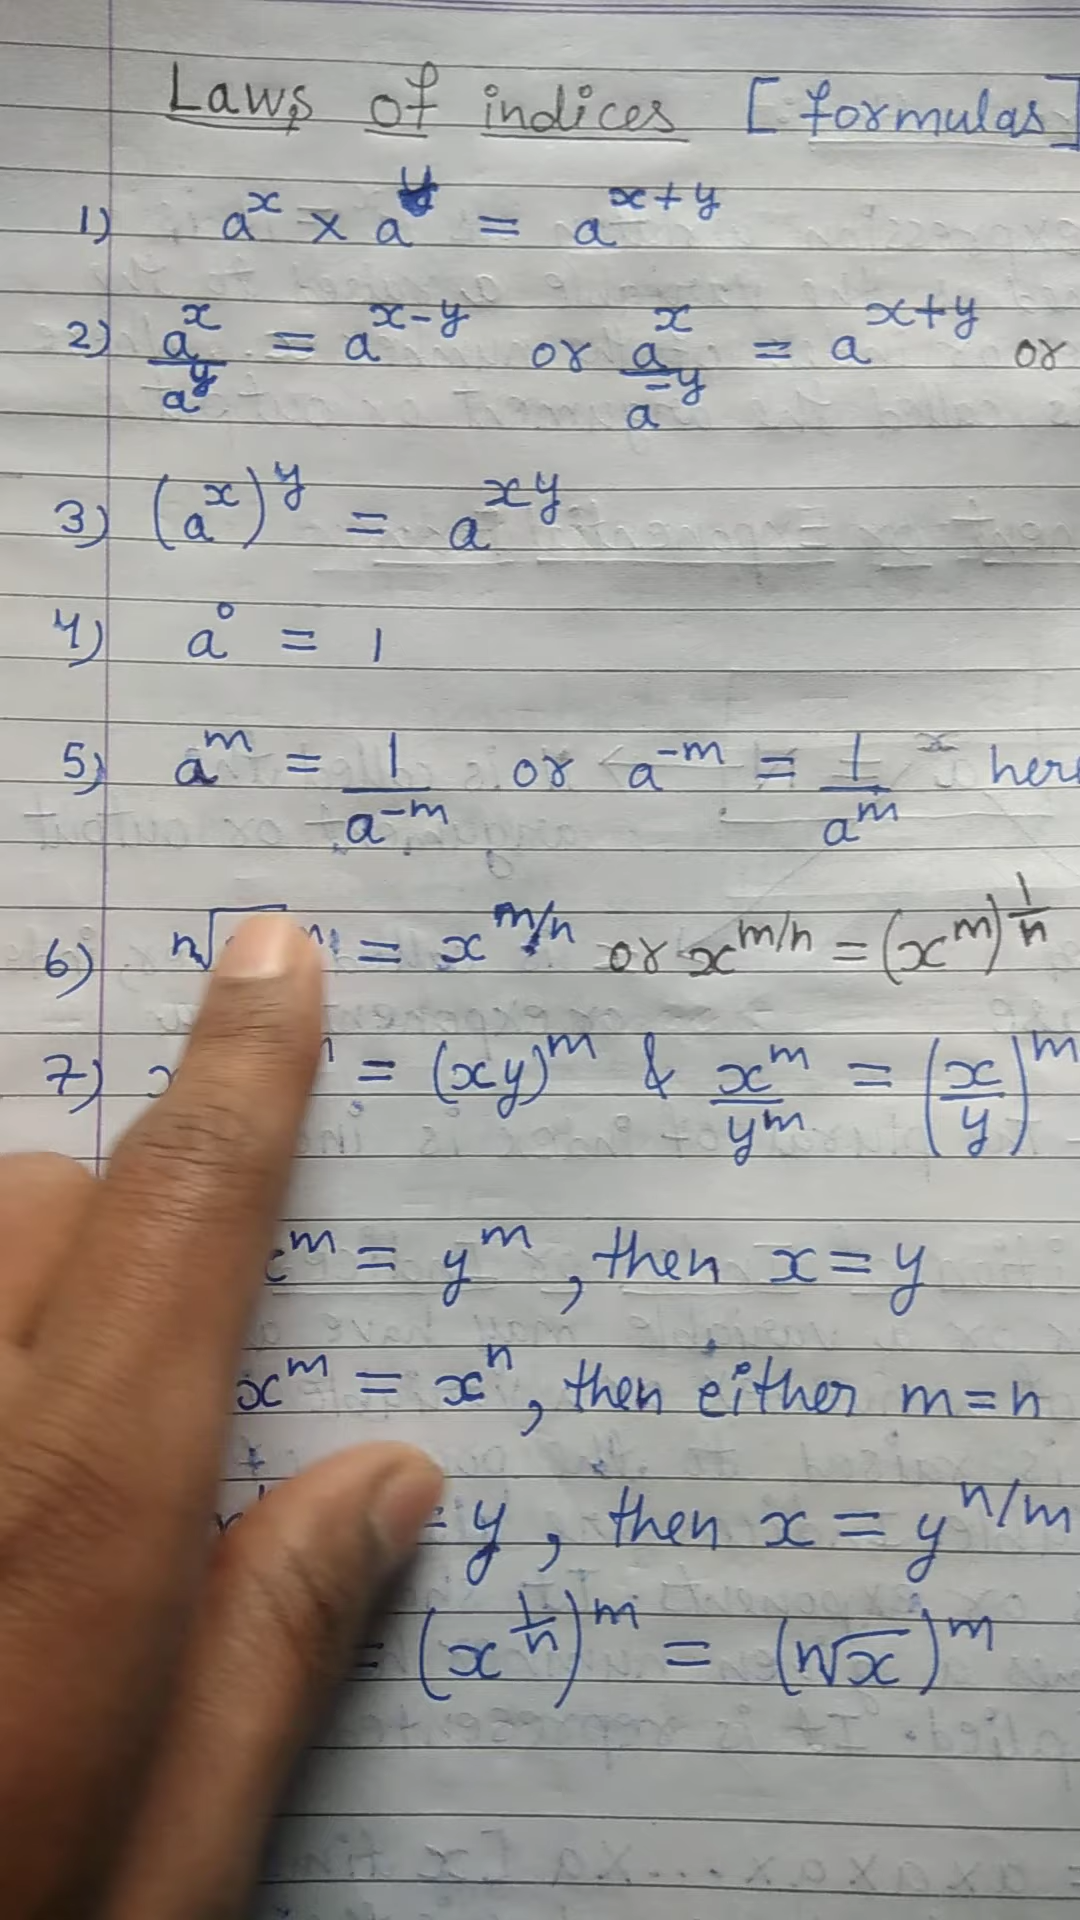 Laws of indices [formulas]
1) a^x × a^y = a^(x+y)
2) a^x/a^y = a^(x-y) or a^x/a^-y = a^(x+y) or
3) (a^x)^y = a^(xy)
4) a^0 = 1
5) a^m = 1/a^-m or a^-m = 1/a^m
6) n√ = x^(m/n) or x^(m/n) = (x^m)^(1/n)
7) = (xy)^m & x^m/y^m = (x/y)^m
^m = y^m, then x = y
x^m = x^n, then either m = n
= y, then x = y^(n/m)
= (x^(1/n))^m = (n√x)^m